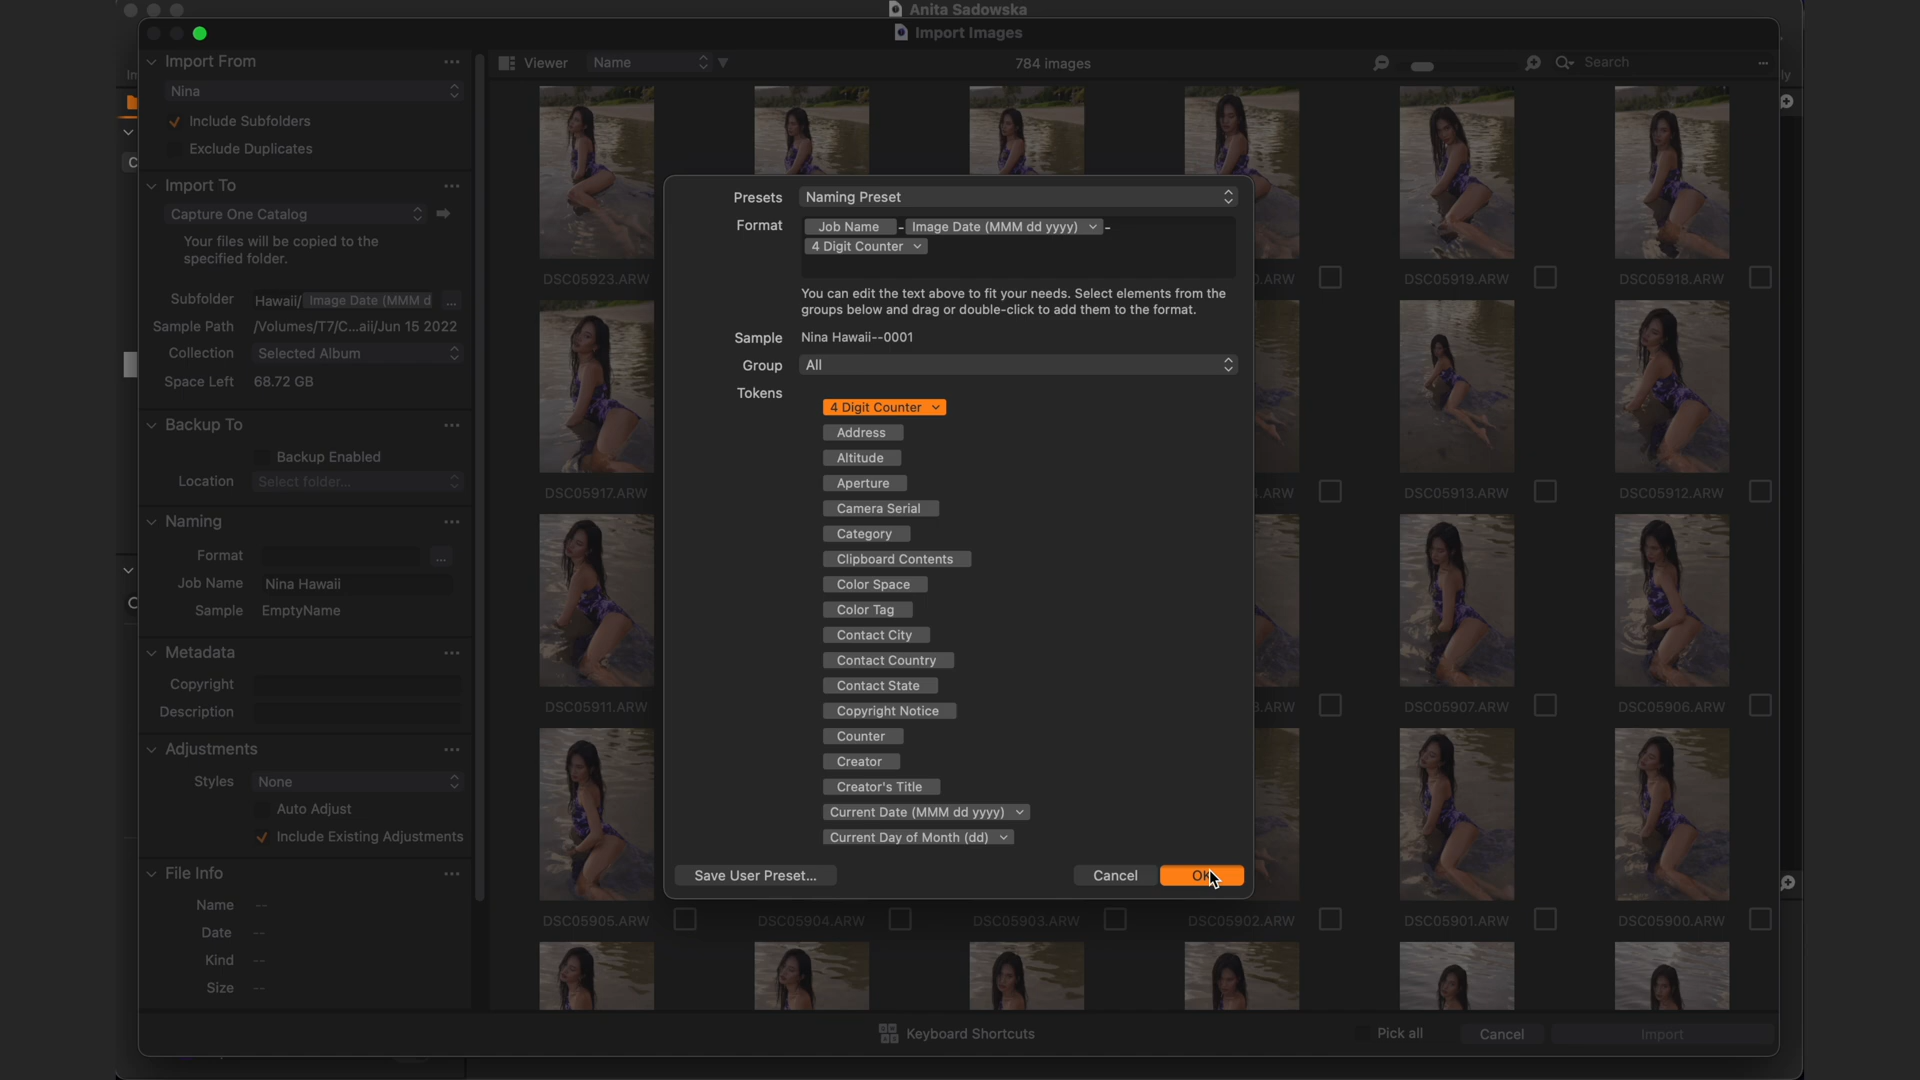 Anita Sadowska
Import Images
Import From
Nina
Include Subfolders
Exclude Duplicates
Import To
Capture One Catalog
Your files will be copied to the
specified folder.
Subfolder Hawaii/ Image Date (MMM d ...
Sample Path /Volumes/T7/C...aii/Jun 15 2022
Collection Selected Album
Space Left 68.72 GB
Backup To
Backup Enabled
Location Select folder...
Naming
Format ...
Job Name Nina Hawaii
Sample EmptyName
Metadata
Copyright
Description
Adjustments
Styles None
Auto Adjust
Include Existing Adjustments
File Info
Name --
Date --
Kind --
Size --
Viewer Name 784 images Search
DSC05923.ARW DSC05919.ARW DSC05918.ARW
DSC05917.ARW DSC05913.ARW DSC05912.ARW
DSC05911.ARW DSC05907.ARW DSC05906.ARW
DSC05905.ARW DSC05904.ARW DSC05903.ARW DSC05902.ARW DSC05901.ARW DSC05900.ARW
Presets Naming Preset
Format Job Name - Image Date (MMM dd yyyy) -
4 Digit Counter
You can edit the text above to fit your needs. Select elements from the
groups below and drag or double-click to add them to the format.
Sample Nina Hawaii--0001
Group All
Tokens
4 Digit Counter
Address
Altitude
Aperture
Camera Serial
Category
Clipboard Contents
Color Space
Color Tag
Contact City
Contact Country
Contact State
Copyright Notice
Counter
Creator
Creator's Title
Current Date (MMM dd yyyy)
Current Day of Month (dd)
Save User Preset... Cancel OK
Keyboard Shortcuts Pick all Cancel Import